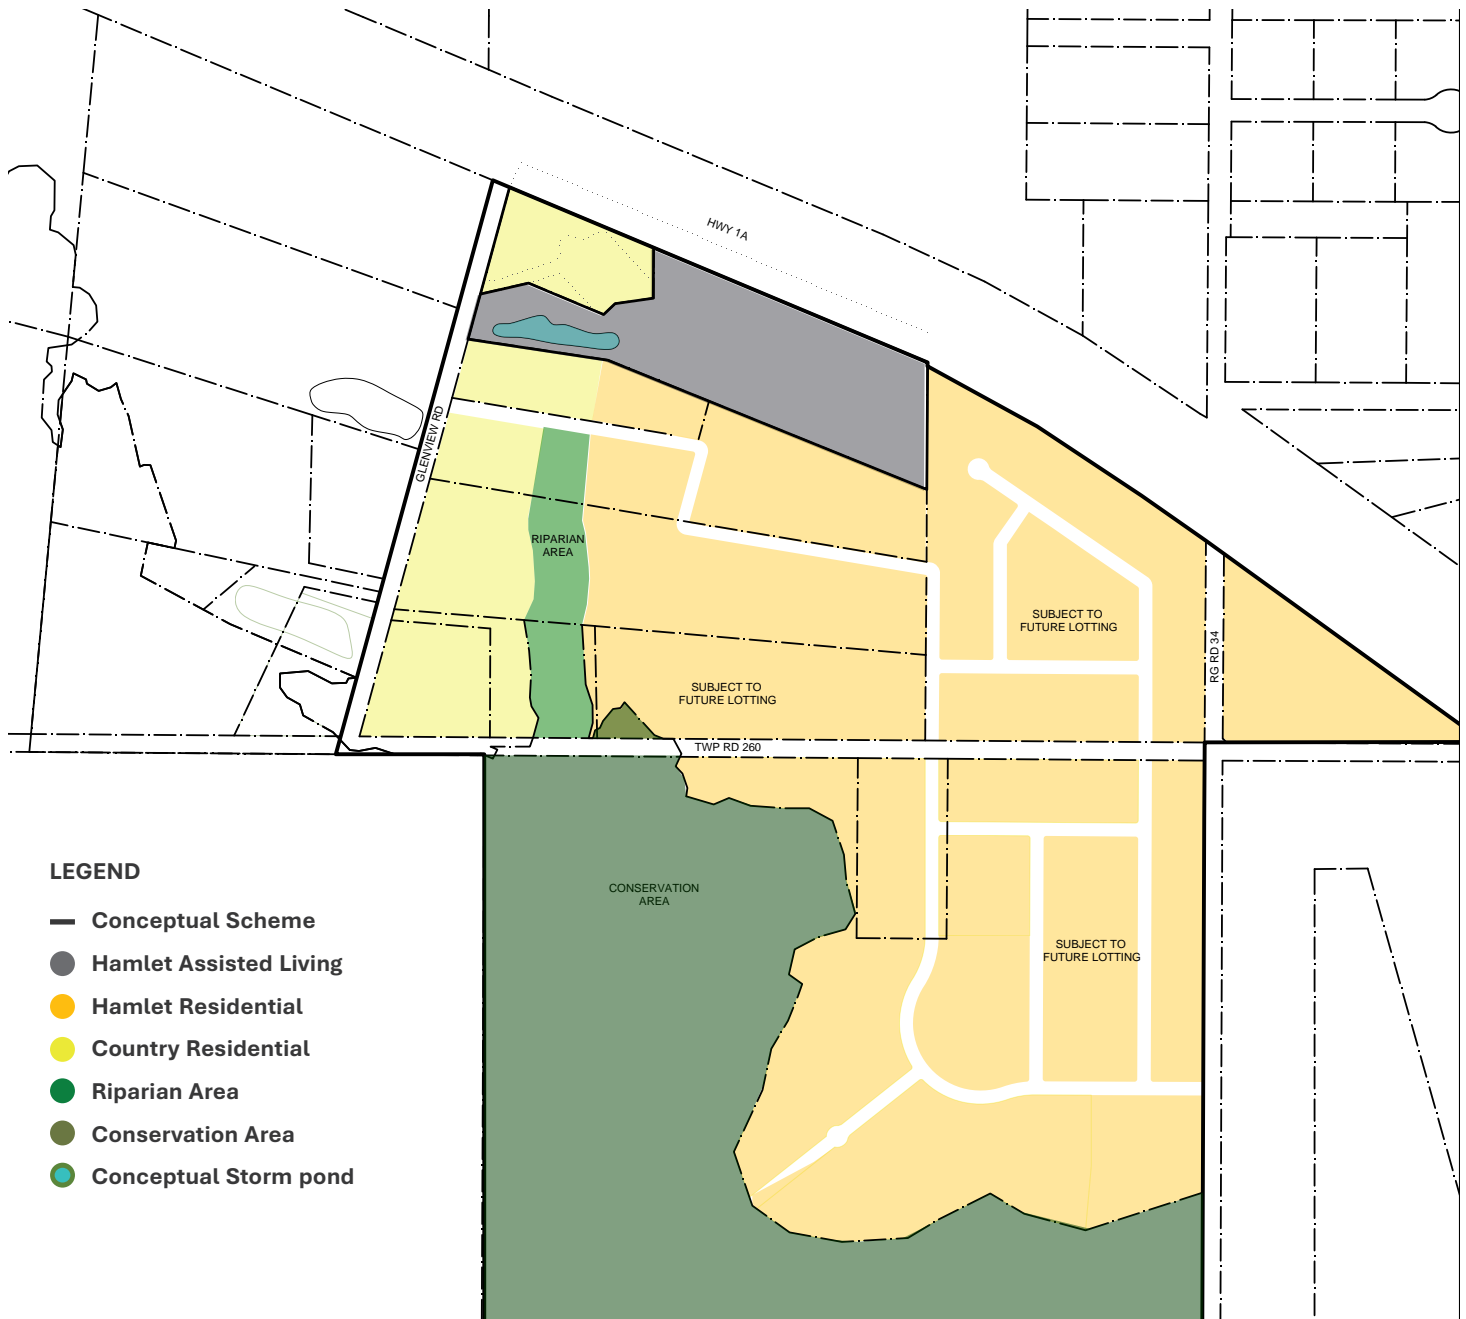 HWY 1A
GLENVIEW RD
RIPARIAN
AREA
SUBJECT TO
FUTURE LOTTING
RG RD 34
SUBJECT TO
FUTURE LOTTING
TWP RD 260
CONSERVATION
AREA
SUBJECT TO
FUTURE LOTTING
LEGEND
Conceptual Scheme
Hamlet Assisted Living
Hamlet Residential
Country Residential
Riparian Area
Conservation Area
Conceptual Storm pond